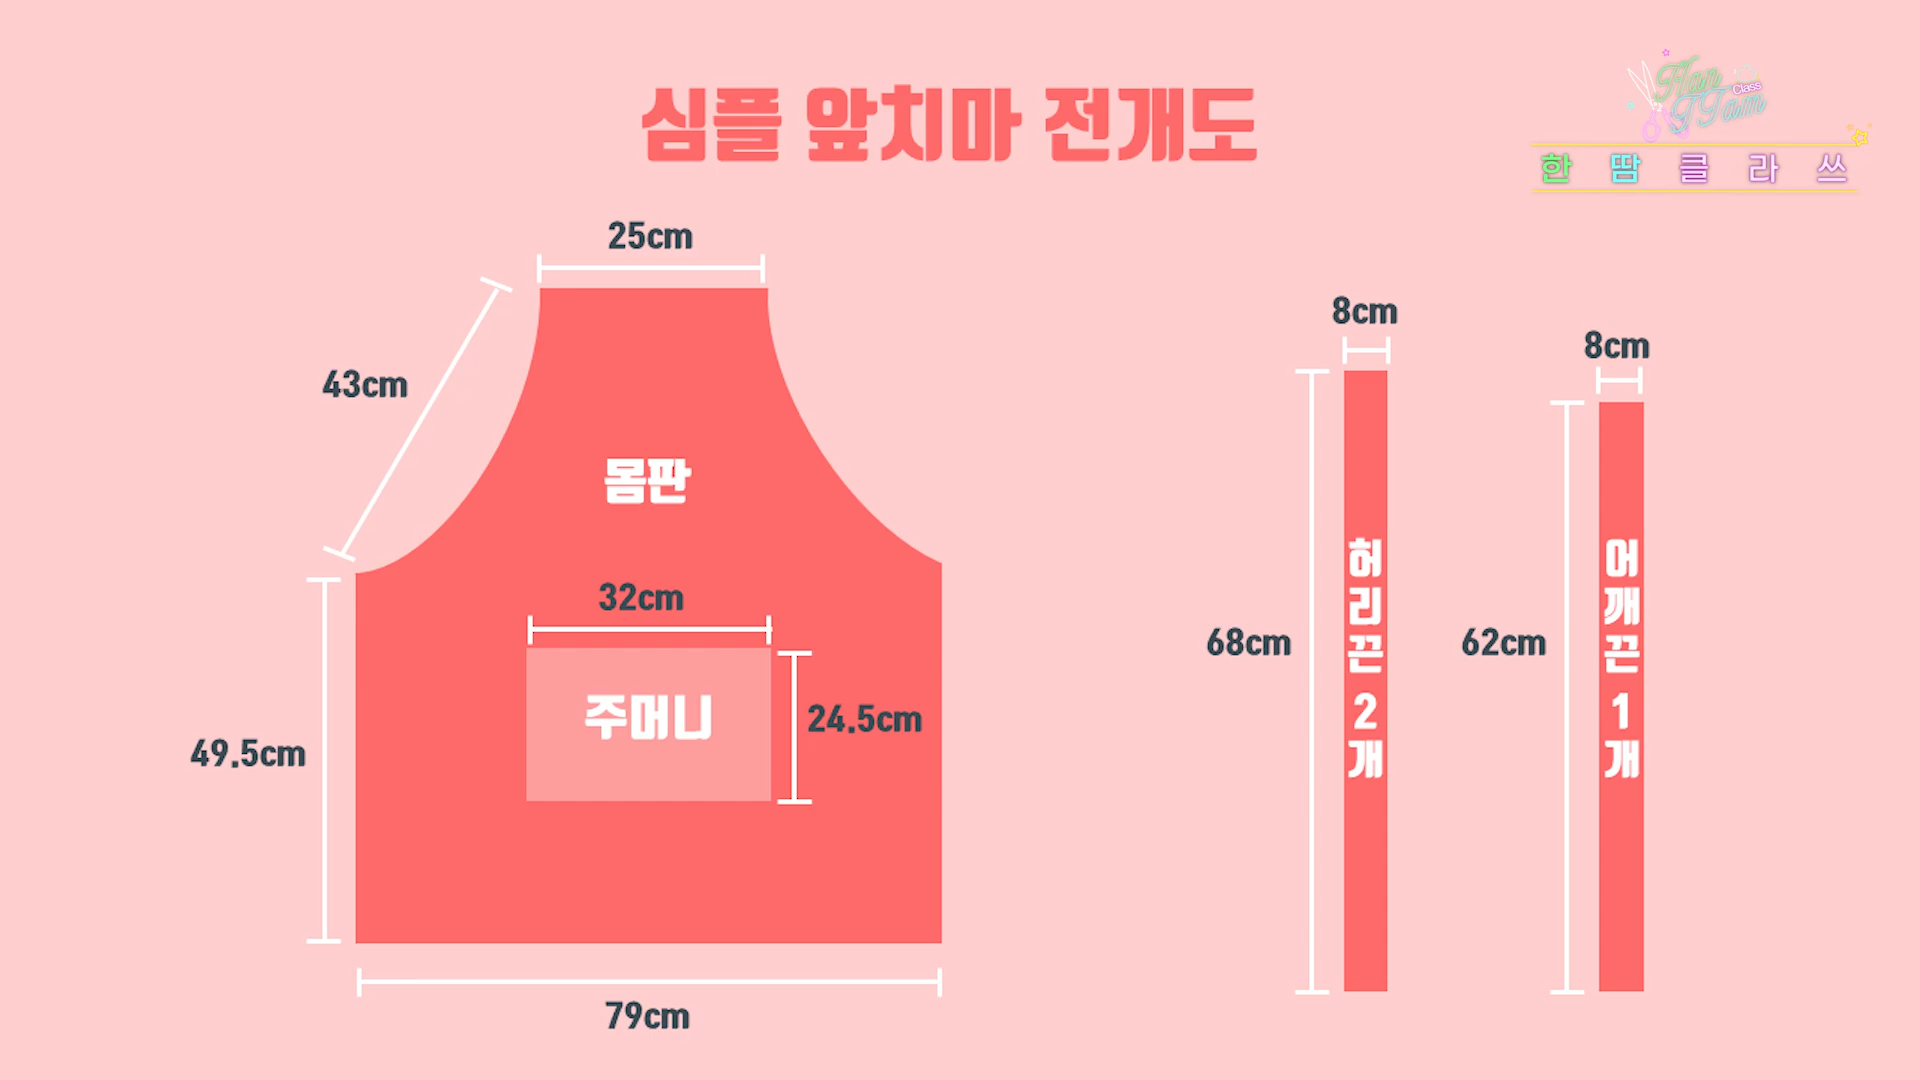 심플 앞치마 전개도
Han
Class
TTam
한땀클라쓰
25cm
43cm
몸판
32cm
주머니
24.5cm
49.5cm
79cm
8cm
68cm
허리끈 2개
8cm
62cm
어깨끈 1개